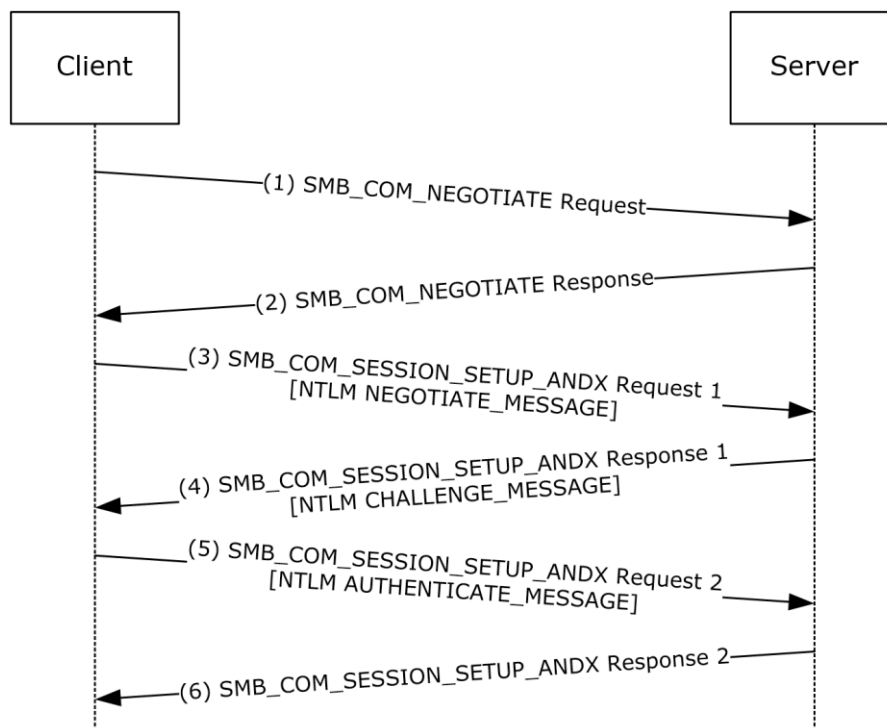 Client
Server
(1) SMB_COM_NEGOTIATE Request
(2) SMB_COM_NEGOTIATE Response
(3) SMB_COM_SESSION_SETUP_ANDX Request 1
[NTLM NEGOTIATE_MESSAGE]
(4) SMB_COM_SESSION_SETUP_ANDX Response 1
[NTLM CHALLENGE_MESSAGE]
(5) SMB_COM_SESSION_SETUP_ANDX Request 2
[NTLM AUTHENTICATE_MESSAGE]
(6) SMB_COM_SESSION_SETUP_ANDX Response 2